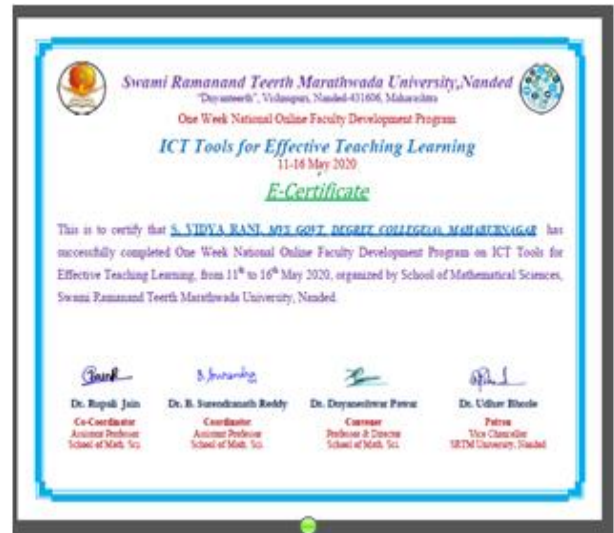 Swami Ramanand Teerth Marathwada University,Nanded
"Dnyanteerth", Vishnupuri, Nanded-431606, Maharashtra
One Week National Online Faculty Development Program
ICT Tools for Effective Teaching Learning
11-16 May 2020
E-Certificate
This is to certify that S. VIDYA RANI, MVS GOVT. DEGREE COLLEGE(A), MAHABUBNAGAR has
successfully completed One Week National Online Faculty Development Program on ICT Tools for
Effective Teaching Learning, from 11th to 16th May 2020, organized by School of Mathematical Sciences,
Swami Ramanand Teerth Marathwada University, Nanded.
Dr. Rupali Jain Dr. B. Surendranath Reddy Dr. Dnyaneshwar Pawar Dr. Udhav Bhosle
Co-Coordinator Coordinator Convener Patron
Assistant Professor Assistant Professor Professor & Director Vice Chancellor
School of Math. Sci. School of Math. Sci. School of Math. Sci. SRTM University, Nanded